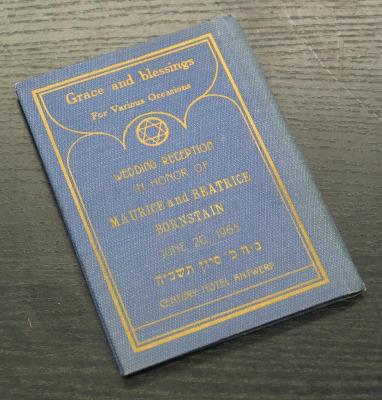 Grace and blessings
For Various Occasions
WEDDING RECEPTION
IN HONOR OF
MAURICE and BEATRICE
BORNSTAIN
JUNE 20, 1965
ב״ה כ׳ סיון תשכ״ה
CENTURY HOTEL ANTWERP